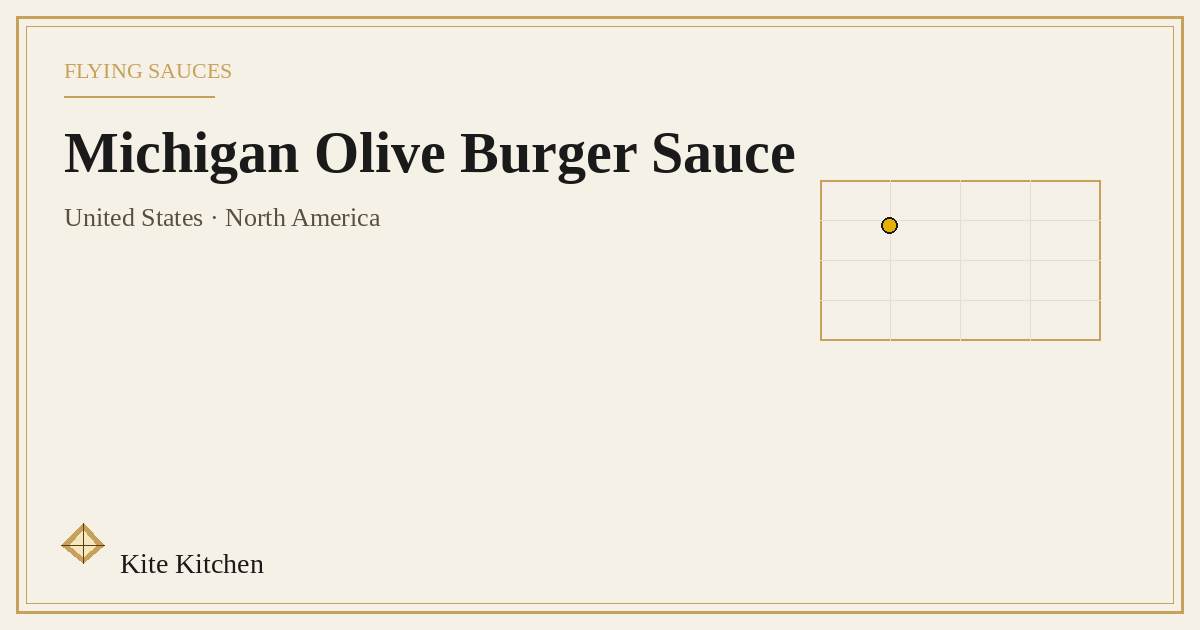 FLYING SAUCES
Michigan Olive Burger Sauce
United States · North America
Kite Kitchen